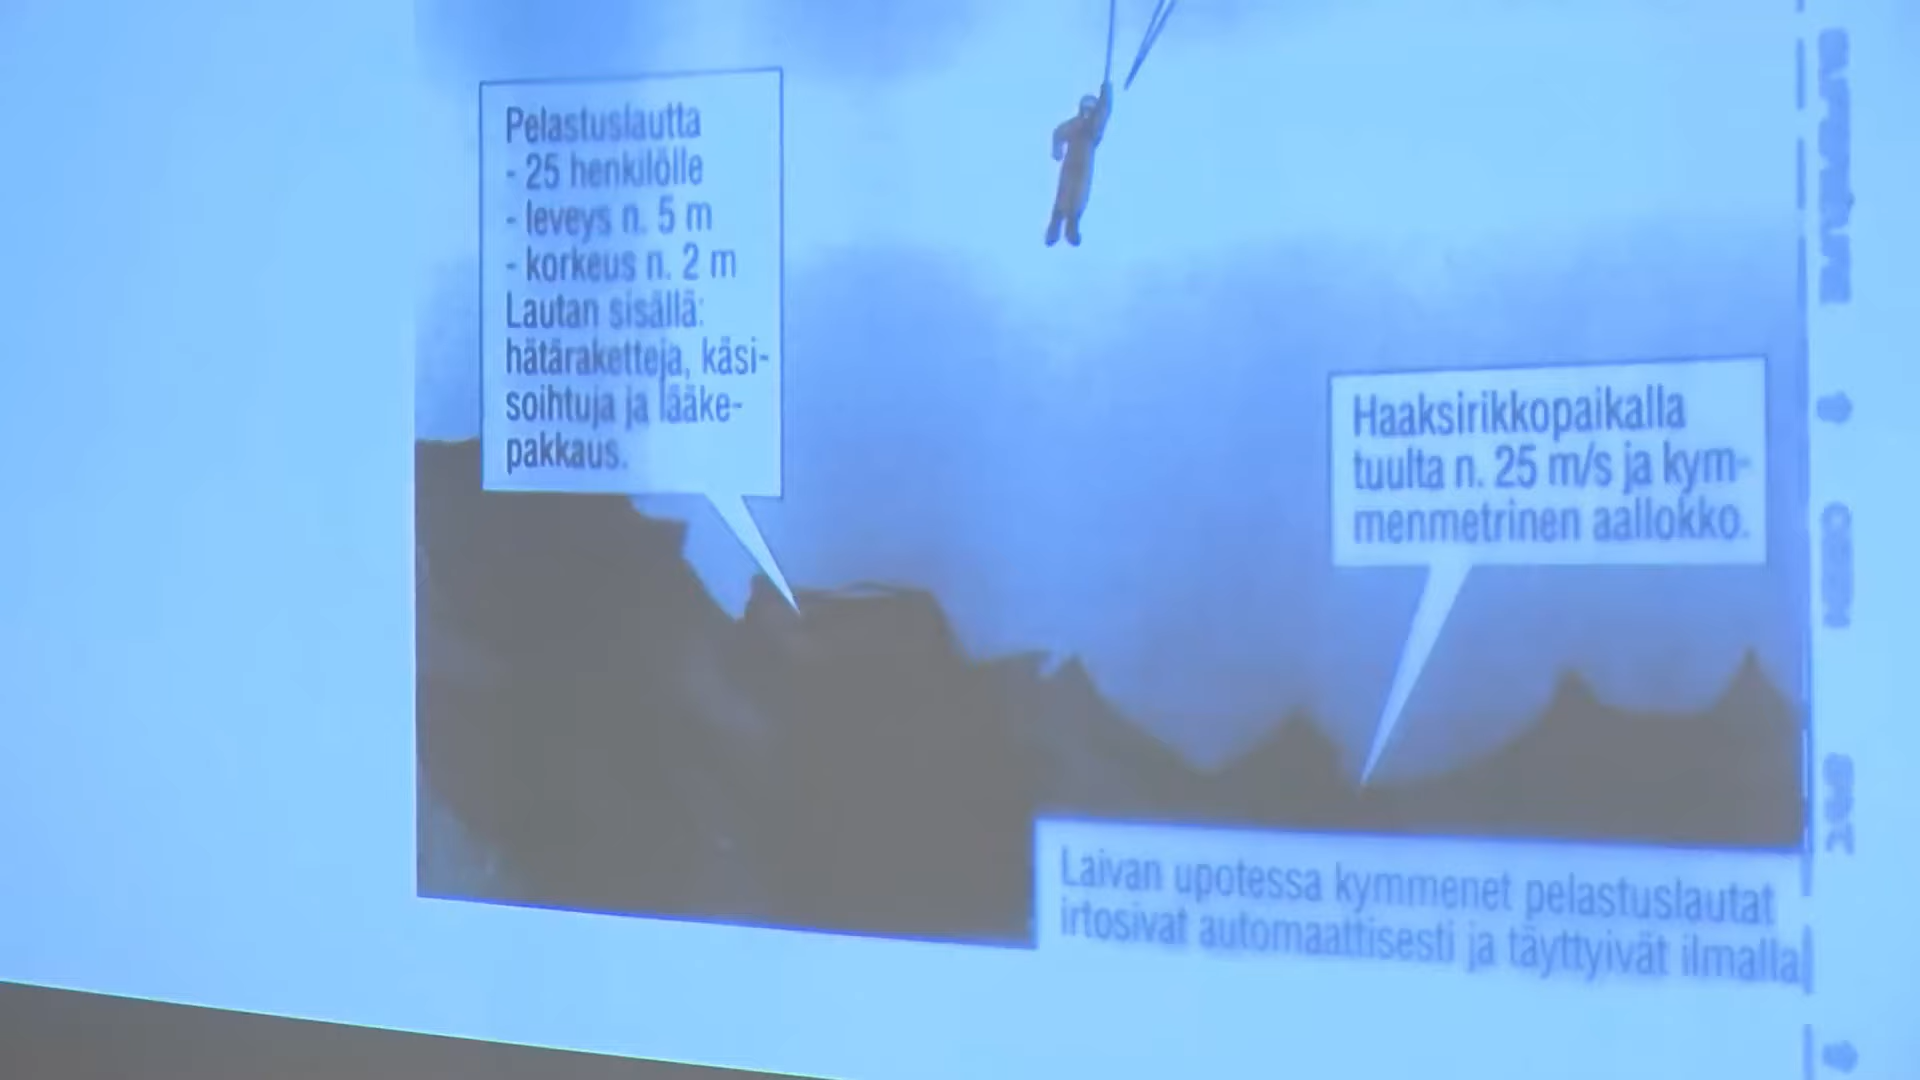 Pelastuslautta
- 25 henkilölle
- leveys n. 5 m
- korkeus n. 2 m
Lautan sisällä:
hätäraketteja, käsi-
soihtuja ja lääke-
pakkaus.
Haaksirikkopaikalla
tuulta n. 25 m/s ja kym-
menmetrinen aallokko.
Laivan upotessa kymmenet pelastuslautat
irtosivat automaattisesti ja täyttyivät ilmalla